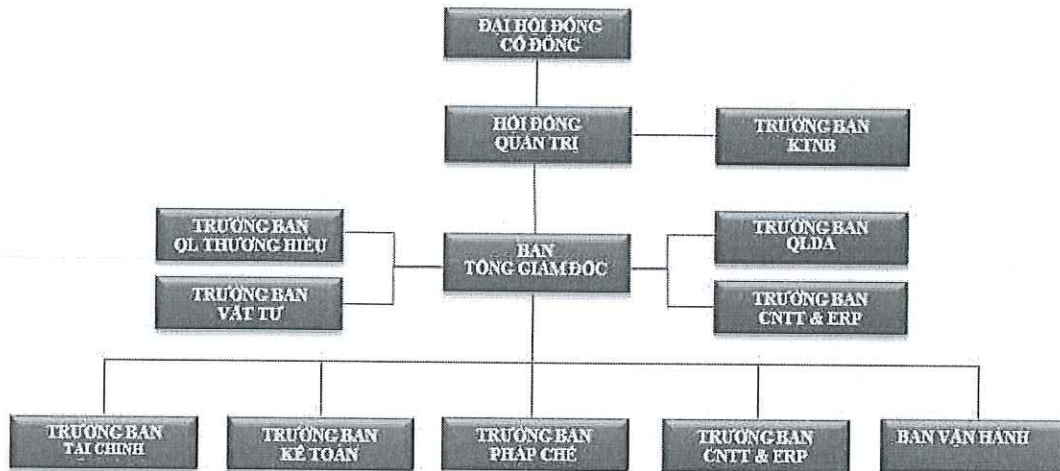 ĐẠI HỘI ĐỒNG
CỔ ĐÔNG
HỘI ĐỒNG
QUẢN TRỊ
TRƯỞNG BAN
KTNB
TRƯỞNG BAN
QL THƯƠNG HIỆU
BAN
TỔNG GIÁM ĐỐC
TRƯỞNG BAN
QLDA
TRƯỞNG BAN
VẬT TƯ
TRƯỞNG BAN
CNTT & ERP
TRƯỞNG BAN
TÀI CHÍNH
TRƯỞNG BAN
KẾ TOÁN
TRƯỞNG BAN
PHÁP CHẾ
TRƯỞNG BAN
CNTT & ERP
BAN VẬN HÀNH